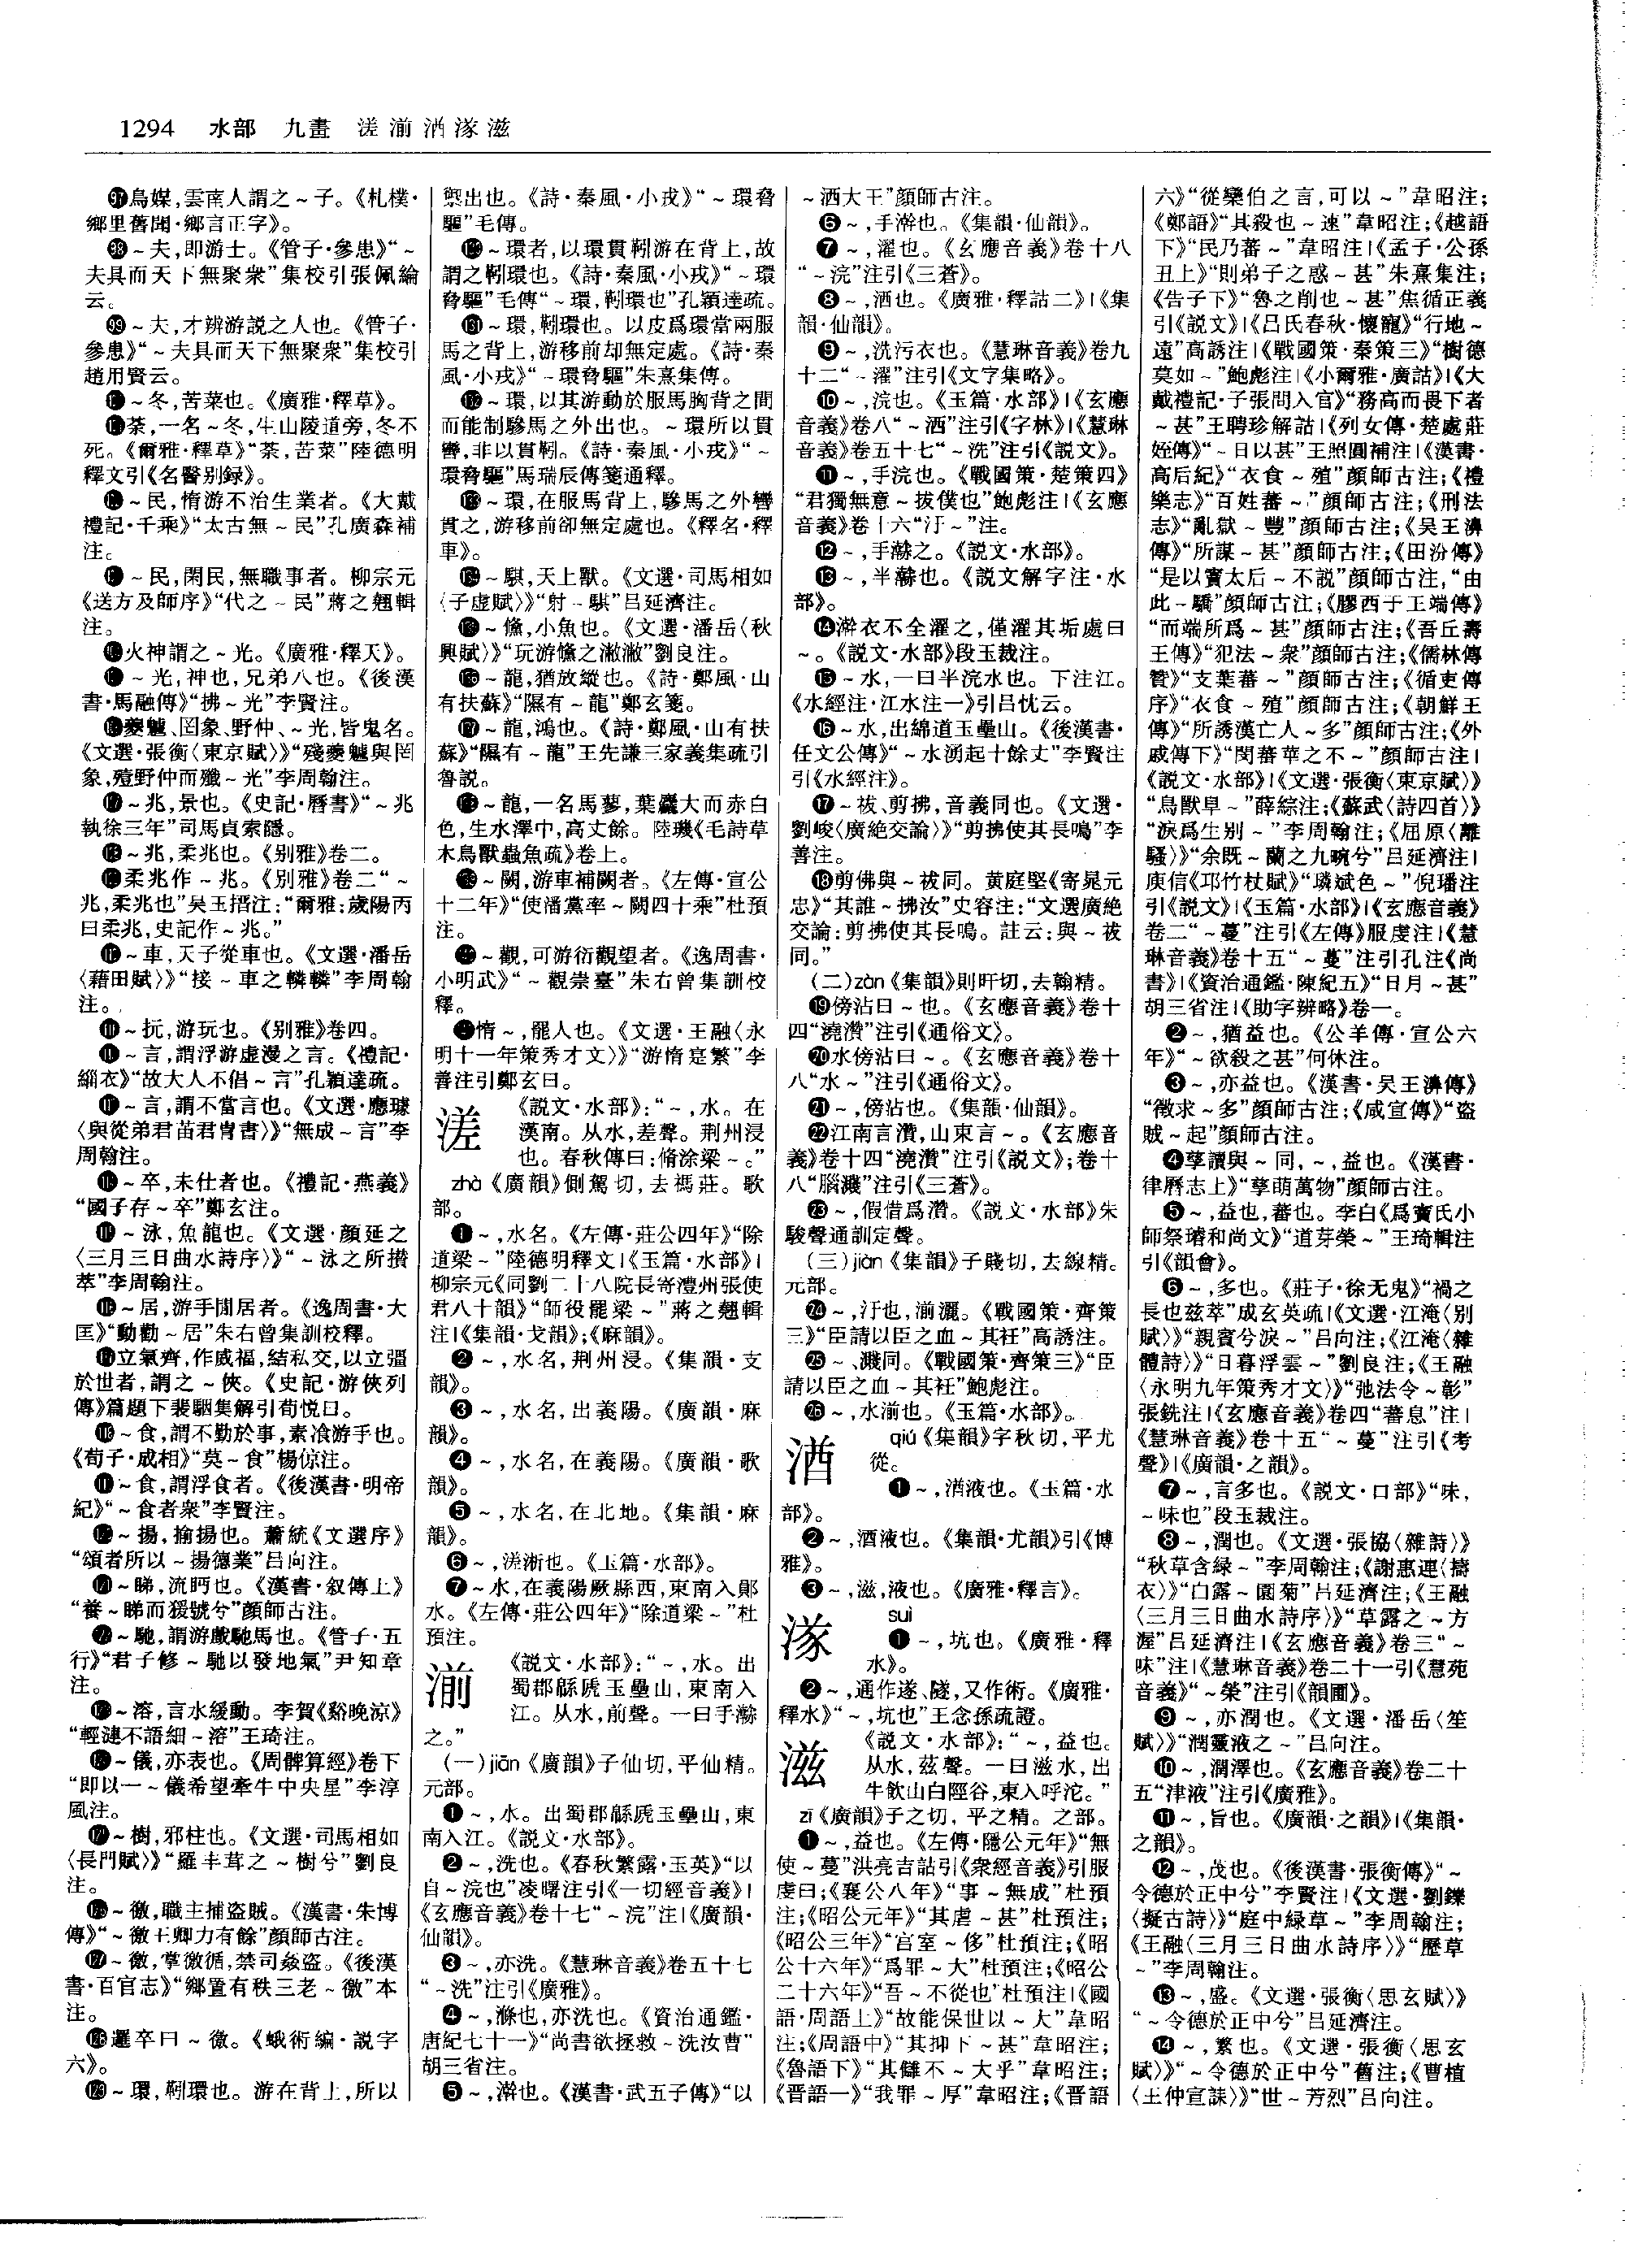 1294 水部 九畫 溠湔湭㴚滋
97鳥媒,雲南人謂之~子。《札樸·
鄉里舊聞·鄉言正字》。
98~夫,即游士。《管子·參患》“~
夫具而天下無聚衆”集校引張佩綸
云。
99~夫,才辨游説之人也。《管子·
參患》“~夫具而天下無聚衆”集校引
趙用賢云。
~冬,苦菜也。《廣雅·釋草》。
荼,一名~冬,生山陵道旁,冬不
死。《爾雅·釋草》“荼,苦菜”陸德明
釋文引《名醫别録》。
~民,惰游不治生業者。《大戴
禮記·千乘》“太古無~民”孔廣森補
注。
~民,閑民,無職事者。柳宗元
《送方及師序》“代之~民”蔣之翹輯
注。
火神謂之~光。《廣雅·釋天》。
~光,神也,兄弟八也。《後漢
書·馬融傳》“拂~光”李賢注。
夔魖、罔象、野仲、~光,皆鬼名。
《文選·張衡〈東京賦〉》“殘夔魖與罔
象,殪野仲而殲~光”李周翰注。
~兆,景也。《史記·曆書》“~兆
執徐三年”司馬貞索隱。
~兆,柔兆也。《别雅》卷二。
柔兆作~兆。《别雅》卷二“~
兆,柔兆也”吴玉搢注:“爾雅:歲陽丙
曰柔兆,史記作~兆。”
~車,天子從車也。《文選·潘岳
〈藉田賦〉》“接~車之轔轔”李周翰
注。
~抏,游玩也。《别雅》卷四。
~言,謂浮游虚漫之言。《禮記·
緇衣》“故大人不倡~言”孔穎達疏。
~言,謂不當言也。《文選·應璩
〈與從弟君苗君胄書〉》“無成~言”李
周翰注。
~卒,未仕者也。《禮記·燕義》
“國子存~卒”鄭玄注。
~泳,魚龍也。《文選·顔延之
〈三月三日曲水詩序〉》“~泳之所攢
萃”李周翰注。
~居,游手閒居者。《逸周書·大
匡》“動勸~居”朱右曾集訓校釋。
立氣齊,作威福,結私交,以立彊
於世者,謂之~俠。《史記·游俠列
傳》篇題下裴駰集解引荀悦曰。
~食,謂不勤於事,素飡游手也。
《荀子·成相》“莫~食”楊倞注。
~食,謂浮食者。《後漢書·明帝
紀》“~食者衆”李賢注。
~揚,揄揚也。蕭統《文選序》
“頌者所以~揚德業”吕向注。
~睇,流眄也。《漢書·叙傳上》
“養~睇而猨號兮”顔師古注。
~馳,謂游戲馳馬也。《管子·五
行》“君子修~馳以發地氣”尹知章
注。
~溶,言水緩動。李賀《谿晚涼》
“輕漣不語細~溶”王琦注。
~儀,亦表也。《周髀算經》卷下
“即以一~儀希望牽牛中央星”李淳
風注。
~樹,邪柱也。《文選·司馬相如
〈長門賦〉》“羅丰茸之~樹兮”劉良
注。
~徼,職主捕盗賊。《漢書·朱博
傳》“~徼王卿力有餘”顔師古注。
~徼,掌徼循,禁司姦盗。《後漢
書·百官志》“鄉置有秩三老~徼”本
注。
邏卒曰~徼。《蛾術編·説字
六》。
~環,靷環也。游在背上,所以
禦出也。《詩·秦風·小戎》“~環脅
驅”毛傳。
~環者,以環貫靷游在背上,故
謂之靷環也。《詩·秦風·小戎》“~環
脅驅”毛傳“~環,靷環也”孔穎達疏。
~環,靷環也。以皮爲環當兩服
馬之背上,游移前却無定處。《詩·秦
風·小戎》“~環脅驅”朱熹集傳。
~環,以其游動於服馬胸背之間
而能制驂馬之外出也。~環所以貫
轡,非以貫靷。《詩·秦風·小戎》“~
環脅驅”馬瑞辰傳箋通釋。
~環,在服馬背上,驂馬之外轡
貫之,游移前卻無定處也。《釋名·釋
車》。
~騏,天上獸。《文選·司馬相如
〈子虚賦〉》“射~騏”吕延濟注。
~鯈,小魚也。《文選·潘岳〈秋
興賦〉》“玩游鯈之潎潎”劉良注。
~龍,猶放縱也。《詩·鄭風·山
有扶蘇》“隰有~龍”鄭玄箋。
~龍,鴻也。《詩·鄭風·山有扶
蘇》“隰有~龍”王先謙三家義集疏引
魯説。
~龍,一名馬蓼,葉麤大而赤白
色,生水澤中,高丈餘。陸璣《毛詩草
木鳥獸蟲魚疏》卷上。
~闕,游車補闕者。《左傳·宣公
十二年》“使潘黨率~闕四十乘”杜預
注。
~觀,可游衍觀望者。《逸周書·
小明武》“~觀崇臺”朱右曾集訓校
釋。
惰~,罷人也。《文選·王融〈永
明十一年策秀才文〉》“游惰寔繁”李
善注引鄭玄曰。
溠 《説文·水部》:“~,水。在
漢南。从水,差聲。荆州浸
也。春秋傳曰:脩涂梁~。”
zhà《廣韻》側駕切,去禡莊。歌
部。
❶~,水名。《左傳·莊公四年》“除
道梁~”陸德明釋文|《玉篇·水部》|
柳宗元《同劉二十八院長寄澧州張使
君八十韻》“師役罷梁~”蔣之翹輯
注|《集韻·戈韻》;《麻韻》。
❷~,水名,荆州浸。《集韻·支
韻》。
❸~,水名,出義陽。《廣韻·麻
韻》。
❹~,水名,在義陽。《廣韻·歌
韻》。
❺~,水名,在北地。《集韻·麻
韻》。
❻~,溠淅也。《玉篇·水部》。
❼~水,在義陽厥縣西,東南入鄖
水。《左傳·莊公四年》“除道梁~”杜
預注。
湔 《説文·水部》:“~,水。出
蜀郡緜虒玉壘山,東南入
江。从水,前聲。一曰手瀚
之。”
(一)jiān《廣韻》子仙切,平仙精。
元部。
❶~,水。出蜀郡緜虒玉壘山,東
南入江。《説文·水部》。
❷~,洗也。《春秋繁露·玉英》“以
自~浣也”凌曙注引《一切經音義》|
《玄應音義》卷十七“~浣”注|《廣韻·
仙韻》。
❸~,亦洗。《慧琳音義》卷五十七
“~洗”注引《廣雅》。
❹~,滌也,亦洗也。《資治通鑑·
唐紀七十一》“尚書欲拯救~洗汝曹”
胡三省注。
❺~,澣也。《漢書·武五子傳》“以
~洒大王”顔師古注。
❻~,手澣也。《集韻·仙韻》。
❼~,濯也。《玄應音義》卷十八
“~浣”注引《三蒼》。
❽~,洒也。《廣雅·釋詁二》|《集
韻·仙韻》。
❾~,洗污衣也。《慧琳音義》卷九
十二“~濯”注引《文字集略》。
❿~,浣也。《玉篇·水部》|《玄應
音義》卷八“~洒”注引《字林》|《慧琳
音義》卷五十七“~洗”注引《説文》。
⓫~,手浣也。《戰國策·楚策四》
“君獨無意~拔僕也”鮑彪注|《玄應
音義》卷十六“汙~”注。
⓬~,手瀚之。《説文·水部》。
⓭~,半瀚也。《説文解字注·水
部》。
⓮澣衣不全濯之,僅濯其垢處曰
~。《説文·水部》段玉裁注。
⓯~水,一曰半浣水也。下注江。
《水經注·江水注一》引吕忱云。
⓰~水,出綿道玉壘山。《後漢書·
任文公傳》“~水湧起十餘丈”李賢注
引《水經注》。
⓱~祓、剪拂,音義同也。《文選·
劉峻〈廣絶交論〉》“剪拂使其長鳴”李
善注。
⓲剪佛與~祓同。黄庭堅《寄晁元
忠》“其誰~拂汝”史容注:“文選廣絶
交論:剪拂使其長鳴。註云:與~祓
同。”
(二)zàn《集韻》則旰切,去翰精。
⓳傍沾曰~也。《玄應音義》卷十
四“澆灒”注引《通俗文》。
⓴水傍沾曰~。《玄應音義》卷十
八“水~”注引《通俗文》。
㉑~,傍沾也。《集韻·仙韻》。
㉒江南言灒,山東言~。《玄應音
義》卷十四“澆灒”注引《説文》;卷十
八“腦濺”注引《三蒼》。
㉓~,假借爲灒。《説文·水部》朱
駿聲通訓定聲。
(三)jiàn《集韻》子賤切,去線精。
元部。
㉔~,汙也,湔灑。《戰國策·齊策
三》“臣請以臣之血~其衽”高誘注。
㉕~、濺同。《戰國策·齊策三》“臣
請以臣之血~其衽”鮑彪注。
㉖~,水湔也。《玉篇·水部》。
湭 qiú《集韻》字秋切,平尤
從。
❶~,湭液也。《玉篇·水
部》。
❷~,酒液也。《集韻·尤韻》引《博
雅》。
❸~,滋,液也。《廣雅·釋言》。
㴚 suì
❶~,坑也。《廣雅·釋
水》。
❷~,通作遂、隧,又作術。《廣雅·
釋水》“~,坑也”王念孫疏證。
滋 《説文·水部》:“~,益也。
从水,兹聲。一曰滋水,出
牛飲山白陘谷,東入呼沱。”
zī《廣韻》子之切,平之精。之部。
❶~,益也。《左傳·隱公元年》“無
使~蔓”洪亮吉詁引《衆經音義》引服
虔曰;《襄公八年》“事~無成”杜預
注;《昭公元年》“其虐~甚”杜預注;
《昭公三年》“宫室~侈”杜預注;《昭
公十六年》“爲罪~大”杜預注;《昭公
二十六年》“吾~不從也”杜預注|《國
語·周語上》“故能保世以~大”韋昭
注;《周語中》“其抑下~甚”韋昭注;
《魯語下》“其讎不~大乎”韋昭注;
《晋語一》“我罪~厚”韋昭注;《晋語
六》“從欒伯之言,可以~”韋昭注;
《鄭語》“其殺也~速”韋昭注;《越語
下》“民乃蕃~”韋昭注|《孟子·公孫
丑上》“則弟子之惑~甚”朱熹集注;
《告子下》“魯之削也~甚”焦循正義
引《説文》|《吕氏春秋·懷寵》“行地~
遠”高誘注|《戰國策·秦策三》“樹德
莫如~”鮑彪注|《小爾雅·廣詁》|《大
戴禮記·子張問入官》“務高而畏下者
~甚”王聘珍解詁|《列女傳·楚處莊
姪傳》“~日以甚”王照圓補注|《漢書·
高后紀》“衣食~殖”顔師古注;《禮
樂志》“百姓蕃~,”顔師古注;《刑法
志》“亂獄~豐”顔師古注;《吴王濞
傳》“所謀~甚”顔師古注;《田汾傳》
“是以竇太后~不説”顔師古注,“由
此~驕”顔師古注;《膠西于王端傳》
“而端所爲~甚”顔師古注;《吾丘壽
王傳》“犯法~衆”顔師古注;《儒林傳
贊》“支葉蕃~”顔師古注;《循吏傳
序》“衣食~殖”顔師古注;《朝鮮王
傳》“所誘漢亡人~多”顔師古注;《外
戚傳下》“閔蕃華之不~”顔師古注|
《説文·水部》|《文選·張衡〈東京賦〉》
“鳥獸阜~”薛綜注;《蘇武〈詩四首〉》
“淚爲生别~”李周翰注;《屈原〈離
騷〉》“余既~蘭之九畹兮”吕延濟注|
庾信《邛竹杖賦》“璘斌色~”倪璠注
引《説文》|《玉篇·水部》|《玄應音義》
卷二“~蔓”注引《左傳》服虔注|《慧
琳音義》卷十五“~蔓”注引孔注《尚
書》|《資治通鑑·陳紀五》“日月~甚”
胡三省注|《助字辨略》卷一。
❷~,猶益也。《公羊傳·宣公六
年》“~欲殺之甚”何休注。
❸~,亦益也。《漢書·吴王濞傳》
“徵求~多”顔師古注;《咸宣傳》“盗
賊~起”顔師古注。
❹孳讀與~同,~,益也。《漢書·
律曆志上》“孳萌萬物”顔師古注。
❺~,益也,蕃也。李白《爲竇氏小
師祭璿和尚文》“道芽榮~”王琦輯注
引《韻會》。
❻~,多也。《莊子·徐无鬼》“禍之
長也兹萃”成玄英疏|《文選·江淹〈别
賦〉》“親賓兮淚~”吕向注;《江淹〈雜
體詩〉》“日暮浮雲~”劉良注;《王融
〈永明九年策秀才文〉》“弛法令~彰”
張銑注|《玄應音義》卷四“蕃息”注|
《慧琳音義》卷十五“~蔓”注引《考
聲》|《廣韻·之韻》。
❼~,言多也。《説文·口部》“味,
~味也”段玉裁注。
❽~,潤也。《文選·張協〈雜詩〉》
“秋草含緑~”李周翰注;《謝惠連〈擣
衣〉》“白露~園菊”吕延濟注;《王融
〈三月三日曲水詩序〉》“草露之~方
渥”吕延濟注|《玄應音義》卷三“~
味”注|《慧琳音義》卷二十一引《慧苑
音義》“~榮”注引《韻圃》。
❾~,亦潤也。《文選·潘岳〈笙
賦〉》“潤靈液之~”吕向注。
❿~,潤澤也。《玄應音義》卷二十
五“津液”注引《廣雅》。
⓫~,旨也。《廣韻·之韻》|《集韻·
之韻》。
⓬~,茂也。《後漢書·張衡傳》“~
令德於正中兮”李賢注|《文選·劉鑠
〈擬古詩〉》“庭中緑草~”李周翰注;
《王融〈三月三日曲水詩序〉》“歷草
~”李周翰注。
⓭~,盛。《文選·張衡〈思玄賦〉》
“~令德於正中兮”吕延濟注。
⓮~,繁也。《文選·張衡〈思玄
賦〉》“~令德於正中兮”舊注;《曹植
〈王仲宣誄〉》“世~芳烈”吕向注。